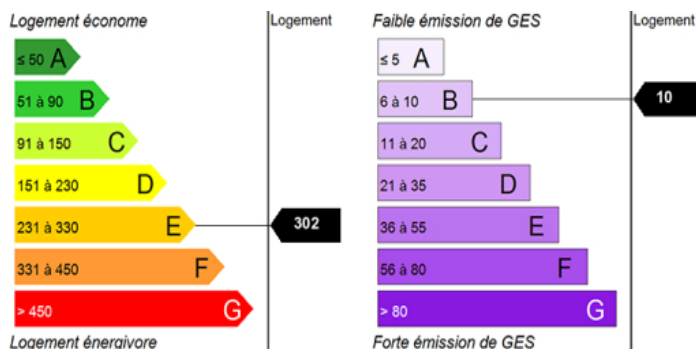 Logement économe
Logement
≤ 50 A
51 à 90 B
91 à 150 C
151 à 230 D
231 à 330 E
302
331 à 450 F
> 450 G
Logement énergivore
Faible émission de GES
Logement
≤ 5 A
6 à 10 B
10
11 à 20 C
21 à 35 D
36 à 55 E
56 à 80 F
> 80 G
Forte émission de GES